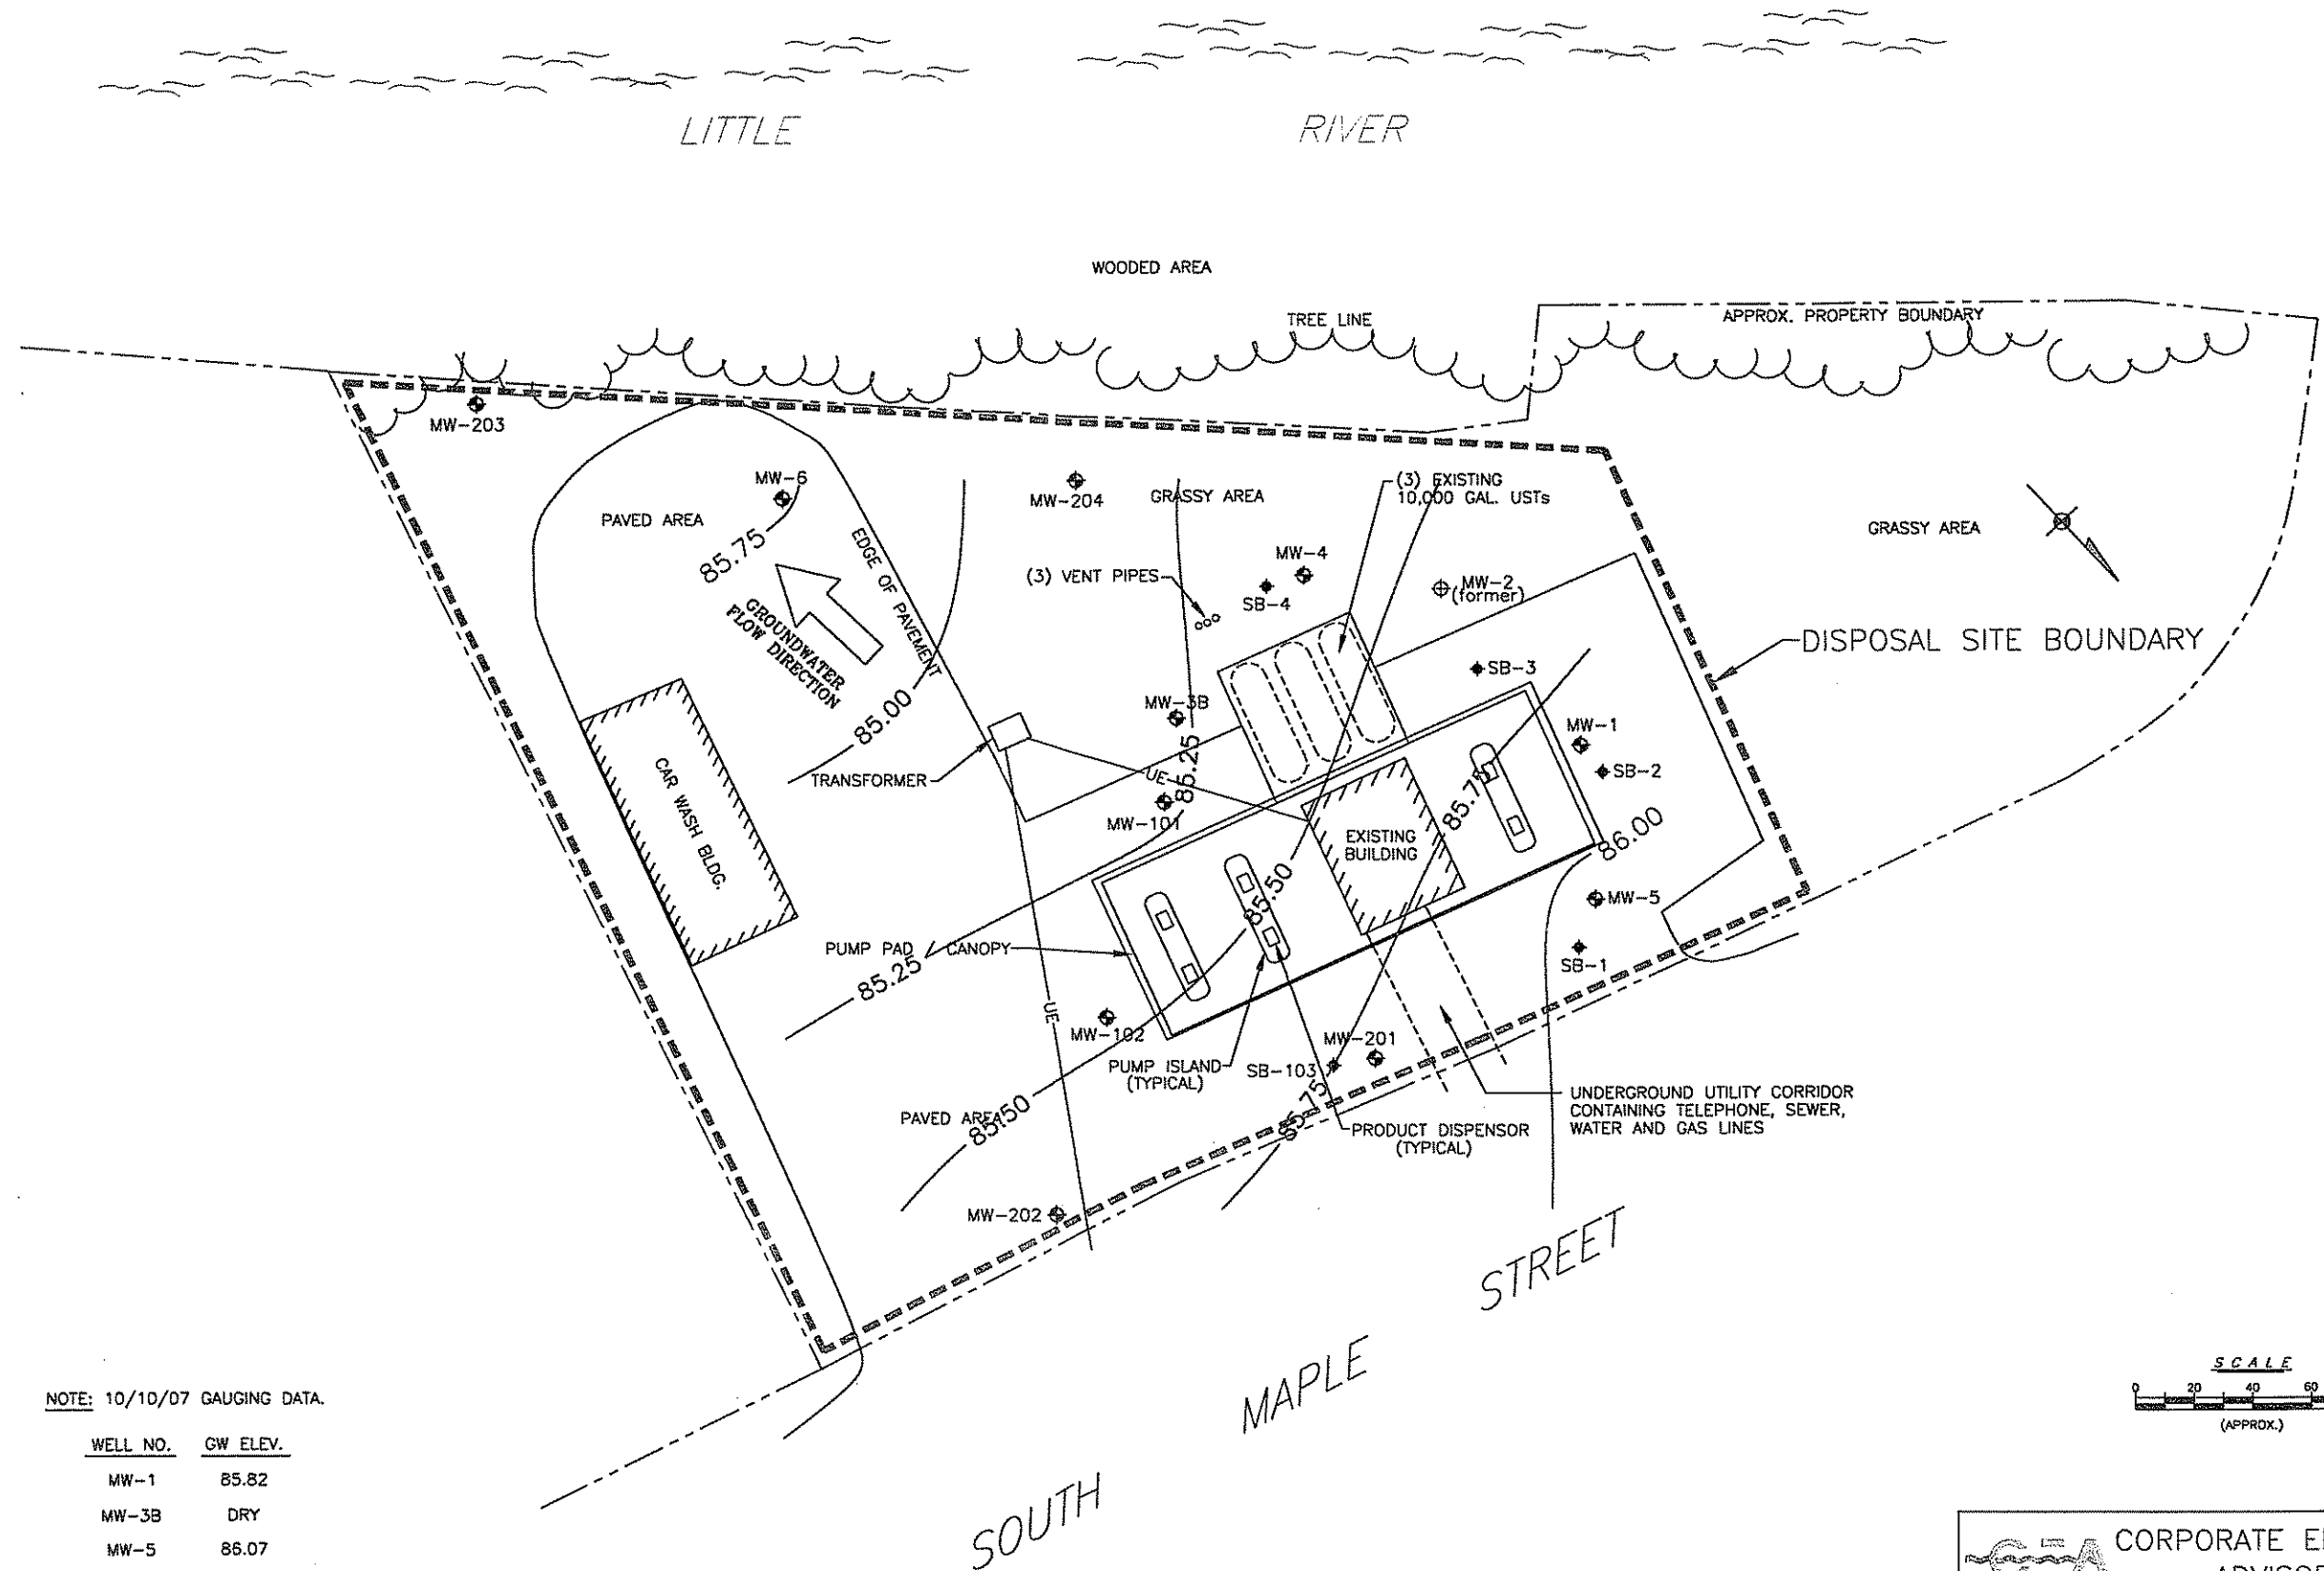 LITTLE RIVER
WOODED AREA
TREE LINE
APPROX. PROPERTY BOUNDARY
MW-203
MW-6
MW-204
GRASSY AREA
(3) EXISTING
10,000 GAL. USTs
PAVED AREA
GRASSY AREA
85.75
EDGE OF PAVEMENT
(3) VENT PIPES
MW-4
SB-4
MW-2
(former)
GROUNDWATER
FLOW DIRECTION
DISPOSAL SITE BOUNDARY
SB-3
85.00
MW-3B
MW-1
TRANSFORMER
UE
85.25
SB-2
CAR WASH BLDG.
MW-101
85.75
86.00
EXISTING
BUILDING
85.50
MW-5
PUMP PAD / CANOPY
85.25
SB-1
UE
MW-102
MW-201
PUMP ISLAND
(TYPICAL)
SB-103
85.75
UNDERGROUND UTILITY CORRIDOR
CONTAINING TELEPHONE, SEWER,
WATER AND GAS LINES
PAVED AREA
85.50
PRODUCT DISPENSOR
(TYPICAL)
MW-202
SOUTH MAPLE STREET
SCALE
0 20 40 60
(APPROX.)
NOTE: 10/10/07 GAUGING DATA.
WELL NO. GW ELEV.
MW-1 85.82
MW-3B DRY
MW-5 86.07
CORPORATE